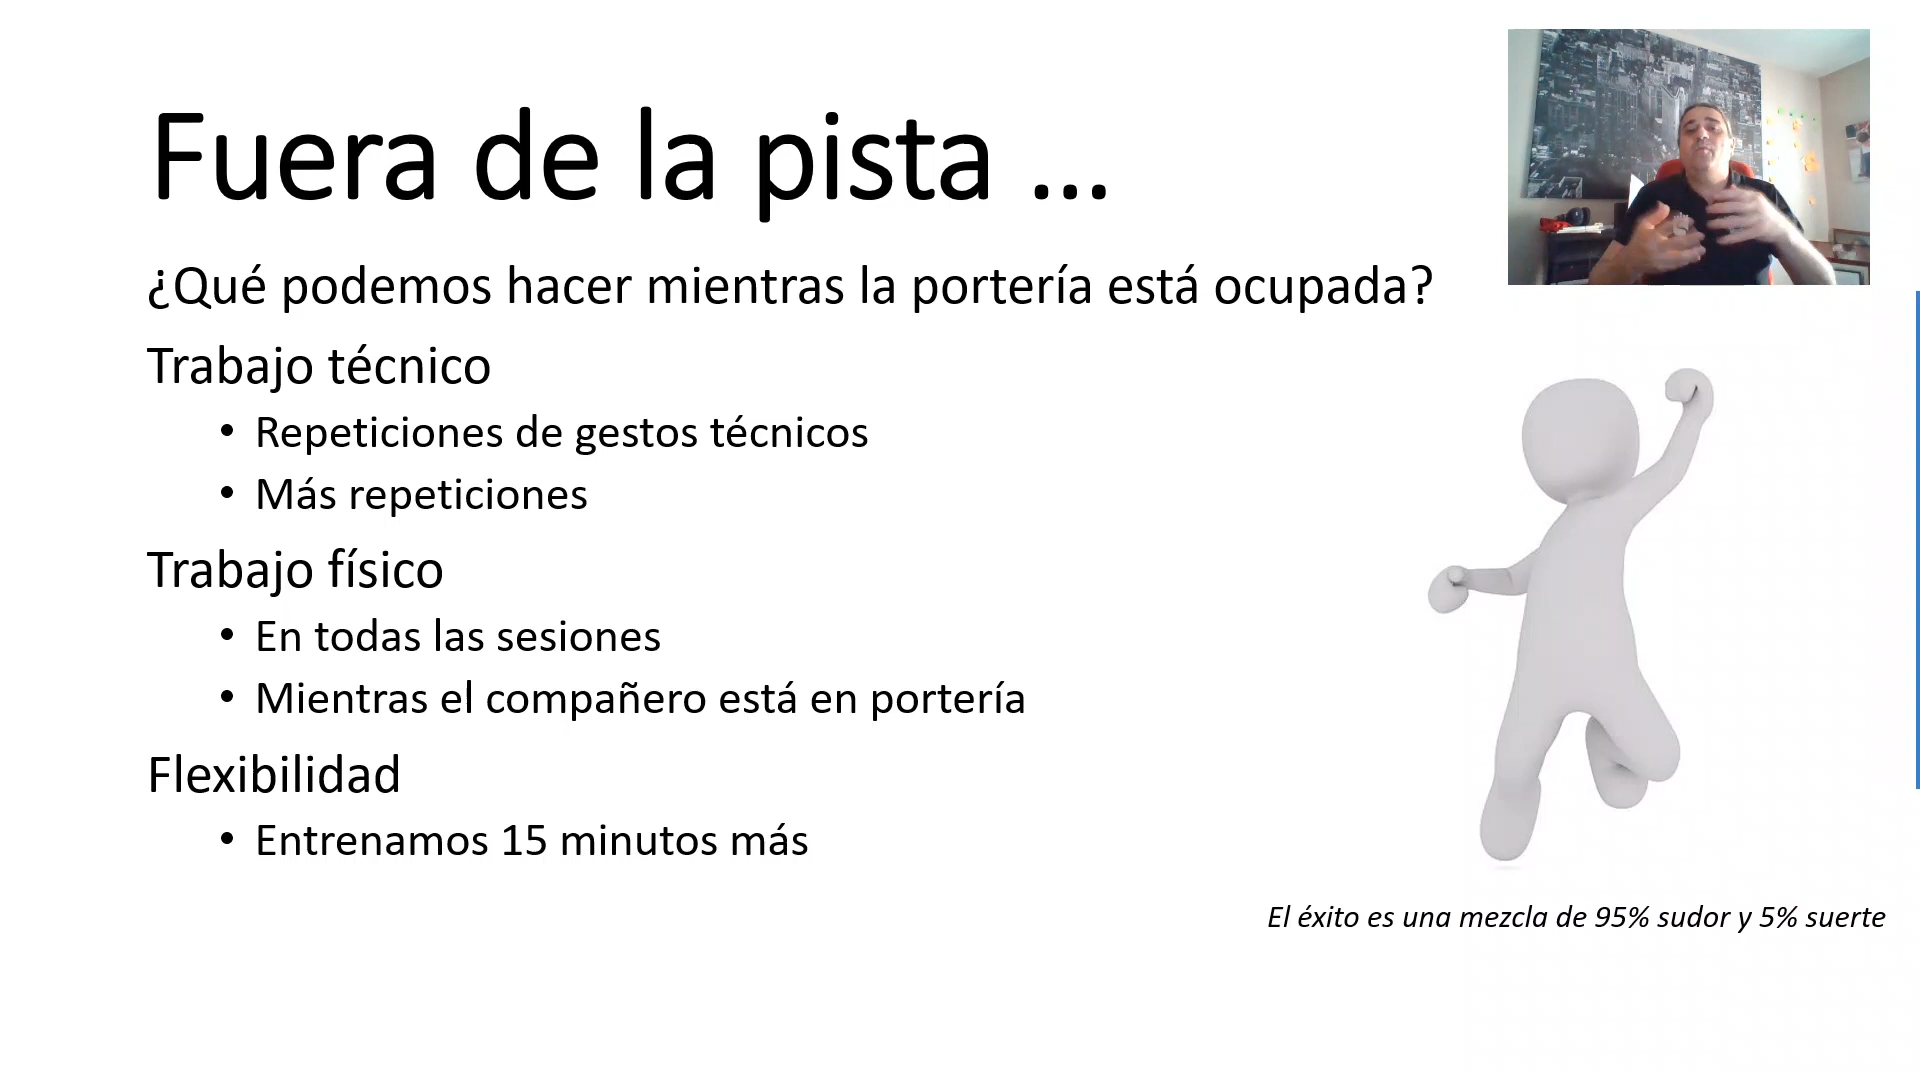 Fuera de la pista ...
¿Qué podemos hacer mientras la portería está ocupada?
Trabajo técnico
• Repeticiones de gestos técnicos
• Más repeticiones
Trabajo físico
• En todas las sesiones
• Mientras el compañero está en portería
Flexibilidad
• Entrenamos 15 minutos más
El éxito es una mezcla de 95% sudor y 5% suerte